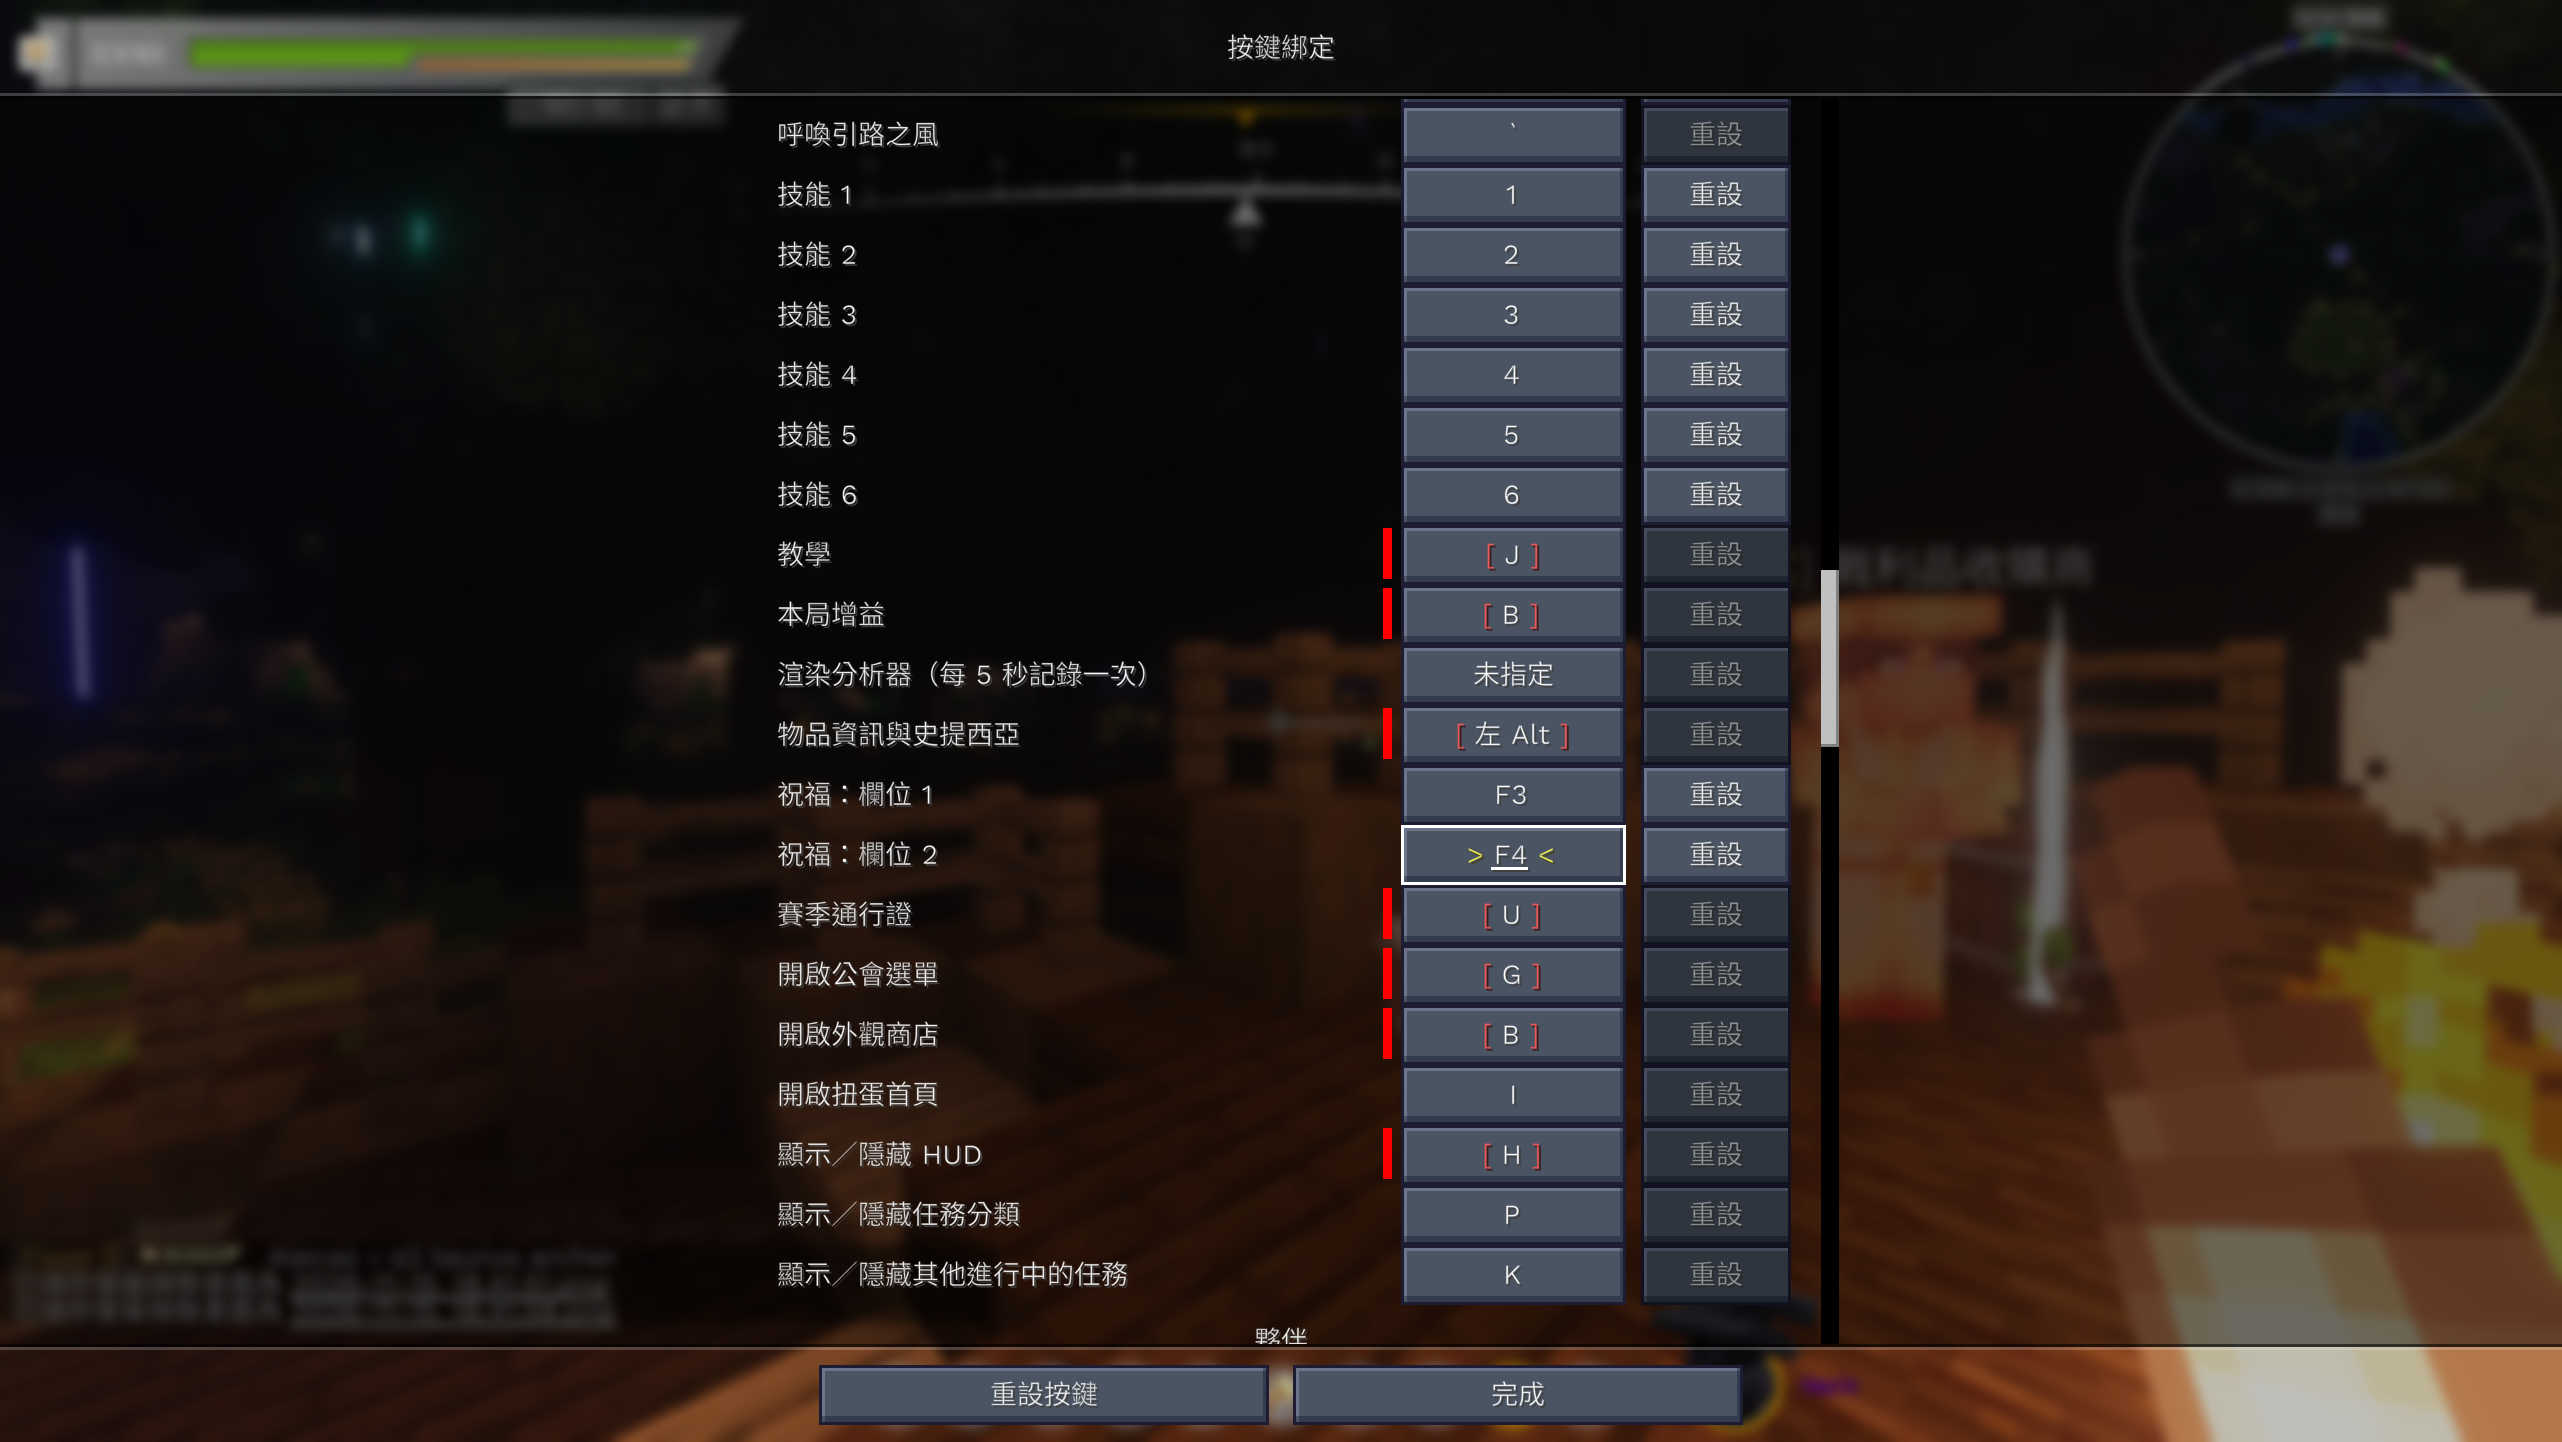 按鍵綁定
呼喚引路之風 ` 重設
技能 1 1 重設
技能 2 2 重設
技能 3 3 重設
技能 4 4 重設
技能 5 5 重設
技能 6 6 重設
教學 [ J ] 重設
本局增益 [ B ] 重設
渲染分析器（每 5 秒記錄一次） 未指定 重設
物品資訊與史提西亞 [ 左 Alt ] 重設
祝福：欄位 1 F3 重設
祝福：欄位 2 > F4 < 重設
賽季通行證 [ U ] 重設
開啟公會選單 [ G ] 重設
開啟外觀商店 [ B ] 重設
開啟扭蛋首頁 I 重設
顯示／隱藏 HUD [ H ] 重設
顯示／隱藏任務分類 P 重設
顯示／隱藏其他進行中的任務 K 重設
夥伴
重設按鍵 完成